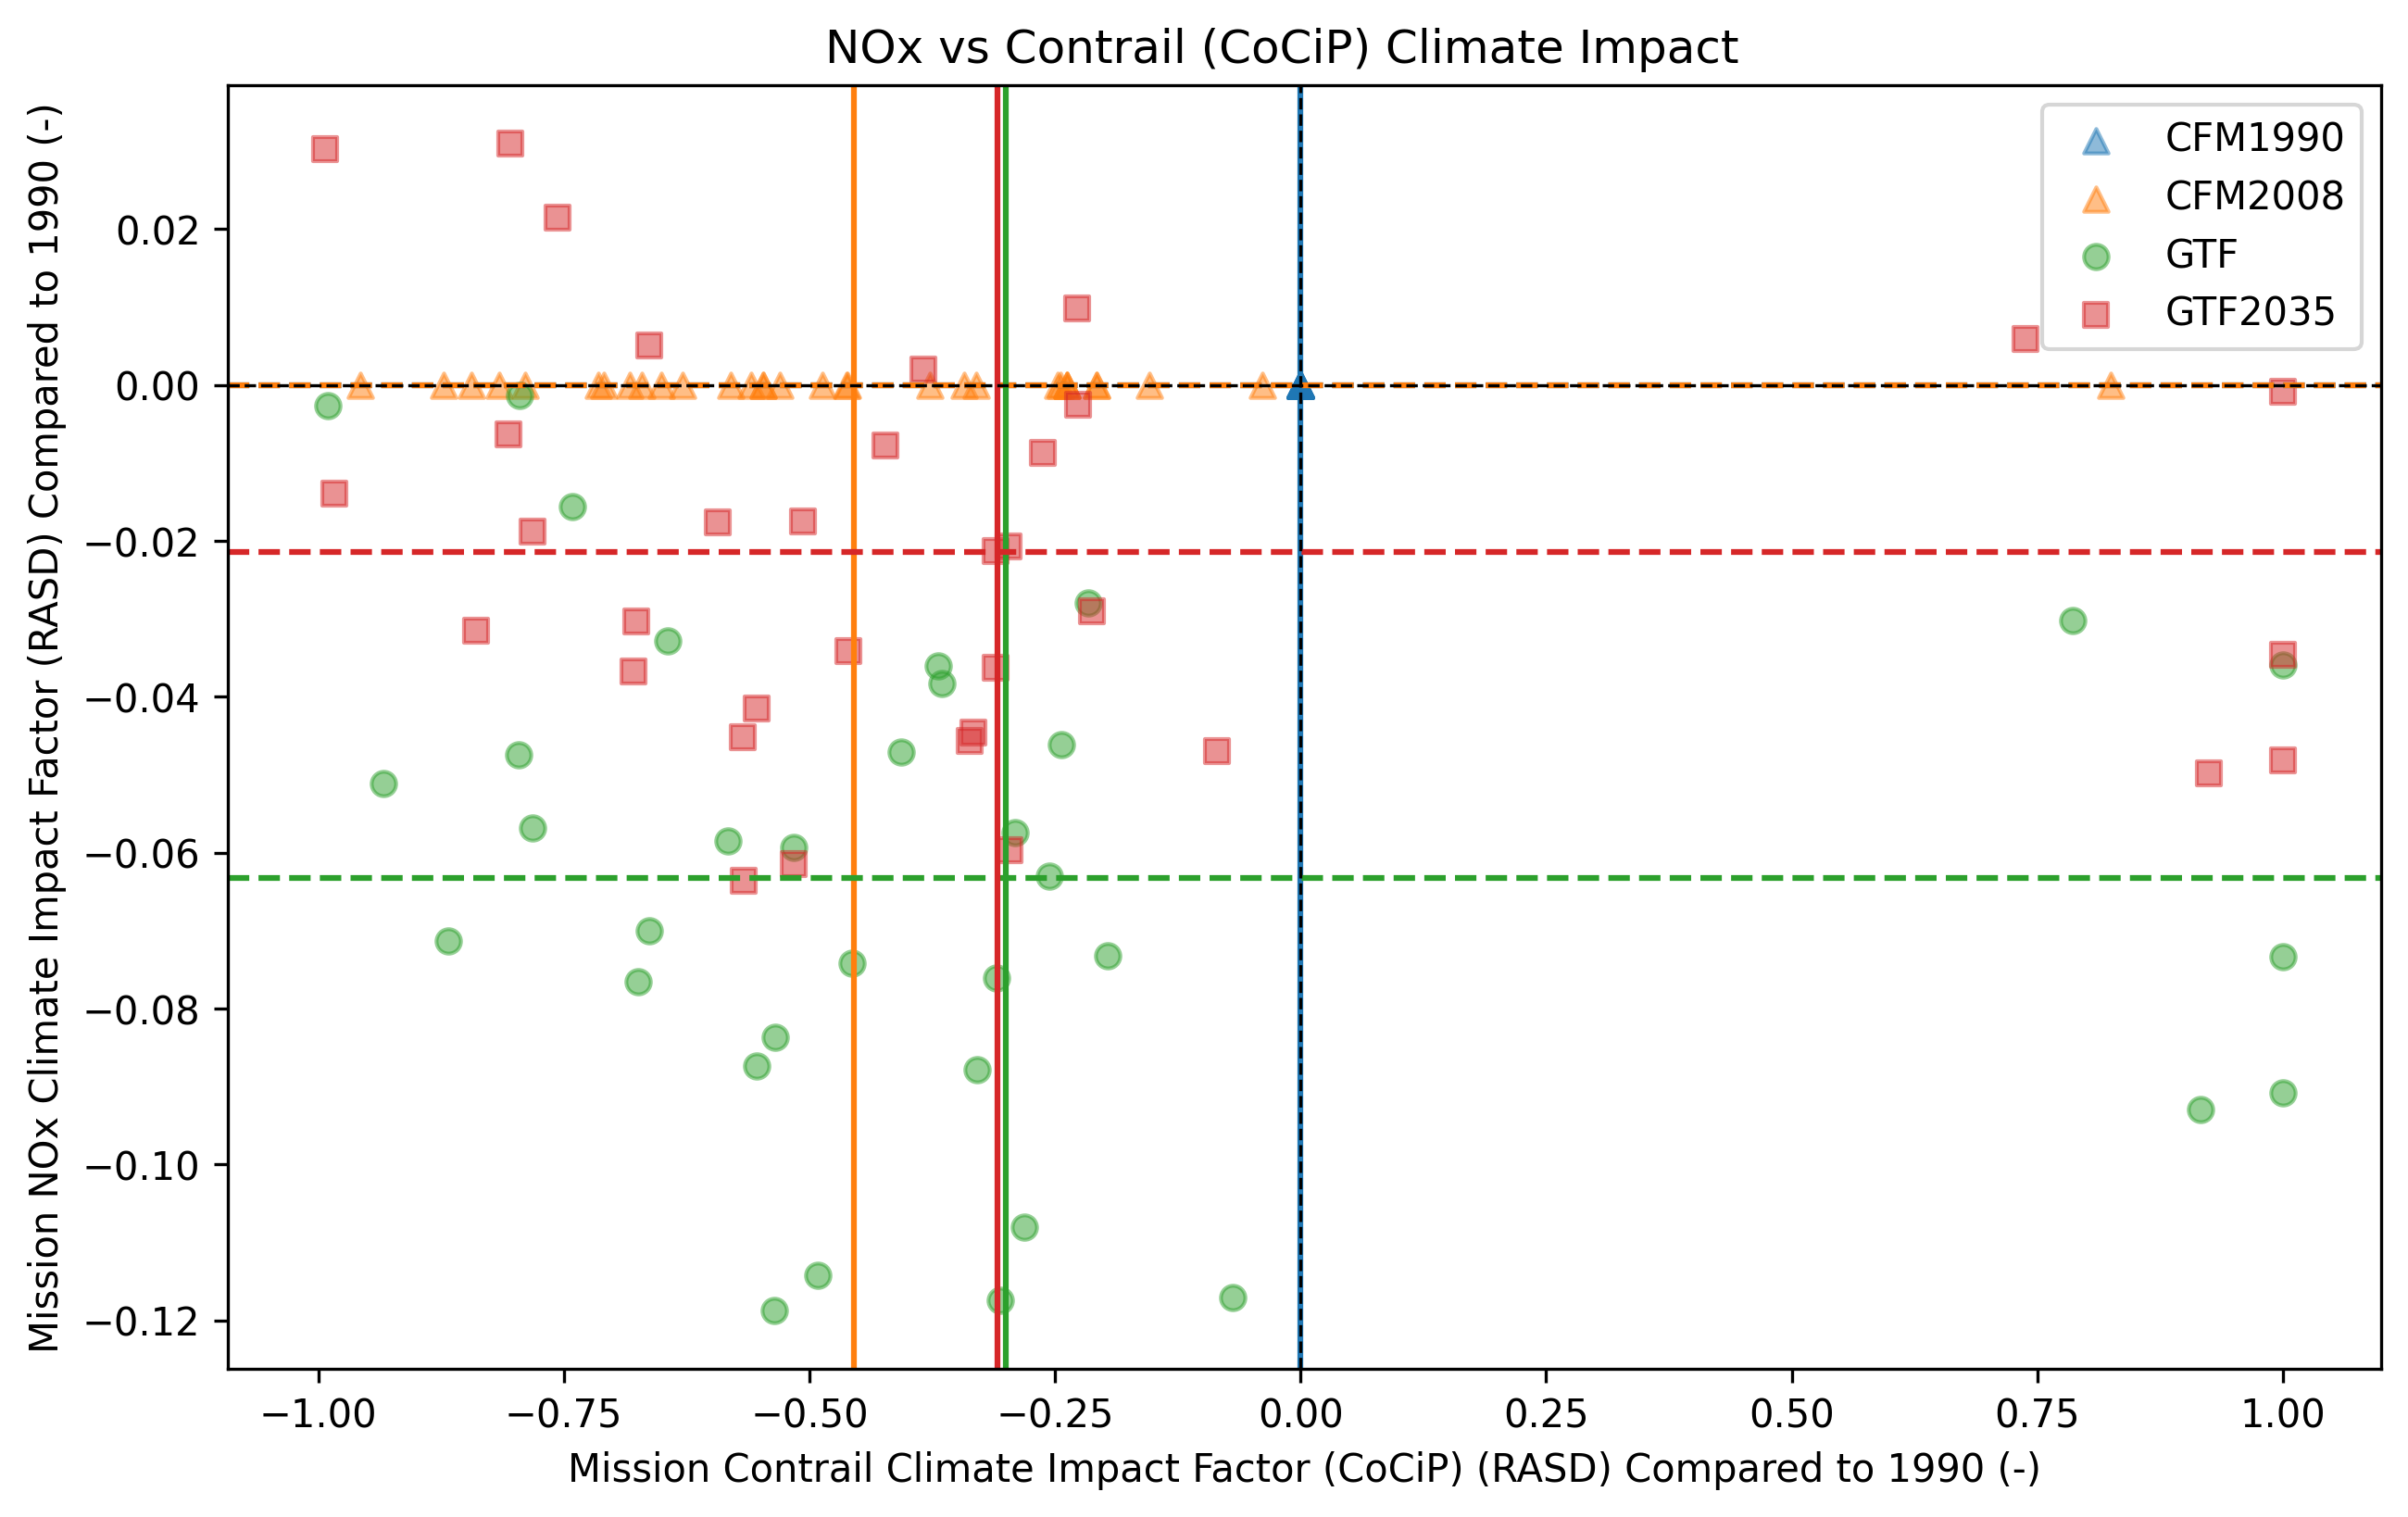 NOx vs Contrail (CoCiP) Climate Impact
Mission NOx Climate Impact Factor (RASD) Compared to 1990 (-)
0.02
0.00
−0.02
−0.04
−0.06
−0.08
−0.10
−0.12
CFM1990
CFM2008
GTF
GTF2035
−1.00 −0.75 −0.50 −0.25 0.00 0.25 0.50 0.75 1.00
Mission Contrail Climate Impact Factor (CoCiP) (RASD) Compared to 1990 (-)